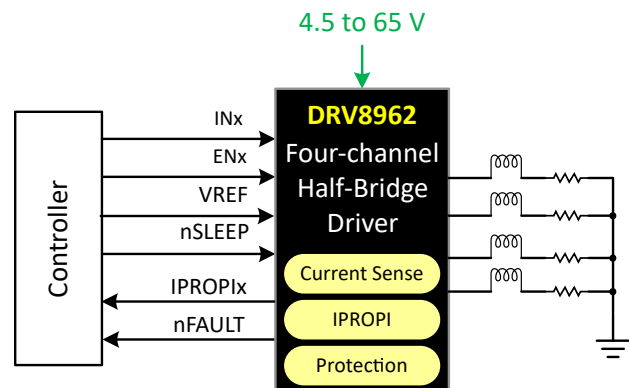 4.5 to 65 V
DRV8962
Four-channel
Half-Bridge
Driver
Current Sense
IPROPI
Protection
Controller
INx
ENx
VREF
nSLEEP
IPROPIx
nFAULT